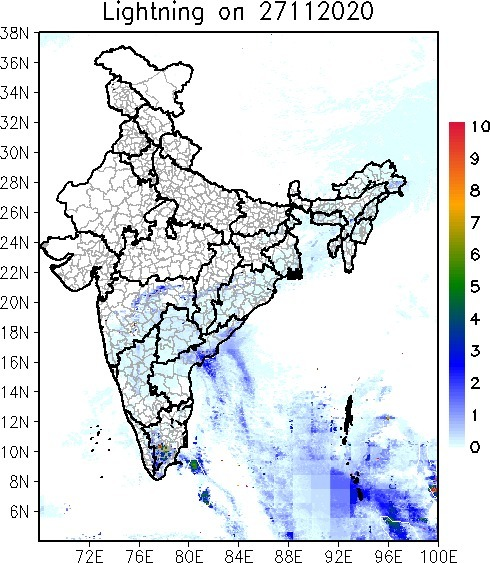 Lightning on 27112020
38N
36N
34N
32N
30N
28N
26N
24N
22N
20N
18N
16N
14N
12N
10N
8N
6N
72E 76E 80E 84E 88E 92E 96E 100E
10
9
8
7
6
5
4
3
2
1
0